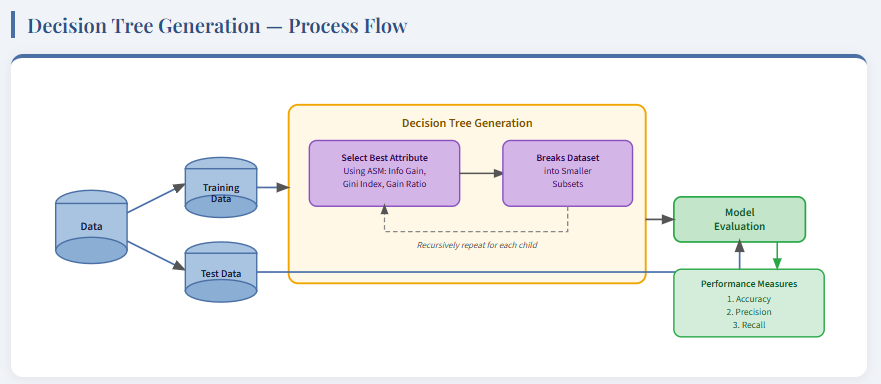 Decision Tree Generation — Process Flow
Decision Tree Generation
Select Best Attribute
Using ASM: Info Gain,
Gini Index, Gain Ratio
Breaks Dataset
into Smaller
Subsets
Recursively repeat for each child
Data
Training
Data
Test Data
Model
Evaluation
Performance Measures
1. Accuracy
2. Precision
3. Recall